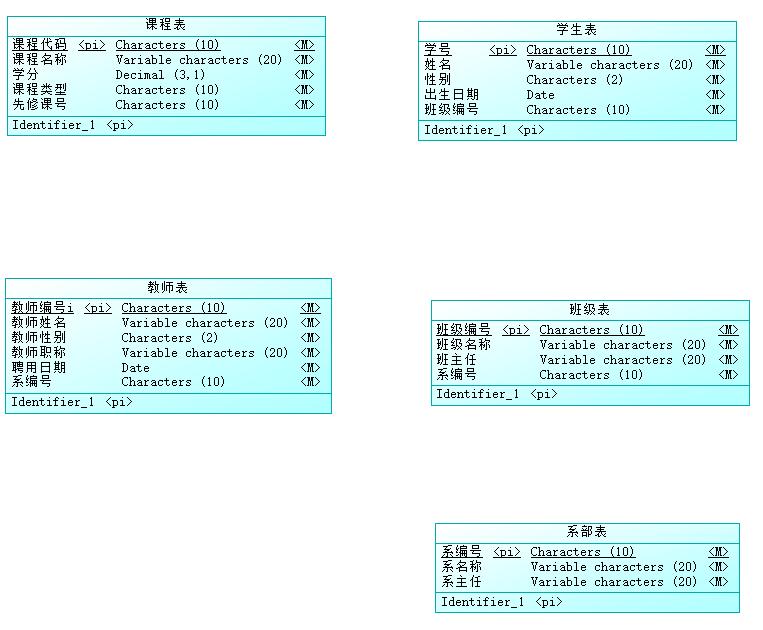 课程表
课程代码 <pi> Characters (10) <M>
课程名称 Variable characters (20) <M>
学分 Decimal (3,1) <M>
课程类型 Characters (10) <M>
先修课号 Characters (10) <M>
Identifier_1 <pi>
学生表
学号 <pi> Characters (10) <M>
姓名 Variable characters (20) <M>
性别 Characters (2) <M>
出生日期 Date <M>
班级编号 Characters (10) <M>
Identifier_1 <pi>
教师表
教师编号i <pi> Characters (10) <M>
教师姓名 Variable characters (20) <M>
教师性别 Characters (2) <M>
教师职称 Variable characters (20) <M>
聘用日期 Date <M>
系编号 Characters (10) <M>
Identifier_1 <pi>
班级表
班级编号 <pi> Characters (10) <M>
班级名称 Variable characters (20) <M>
班主任 Variable characters (20) <M>
系编号 Characters (10) <M>
Identifier_1 <pi>
系部表
系编号 <pi> Characters (10) <M>
系名称 Variable characters (20) <M>
系主任 Variable characters (20) <M>
Identifier_1 <pi>